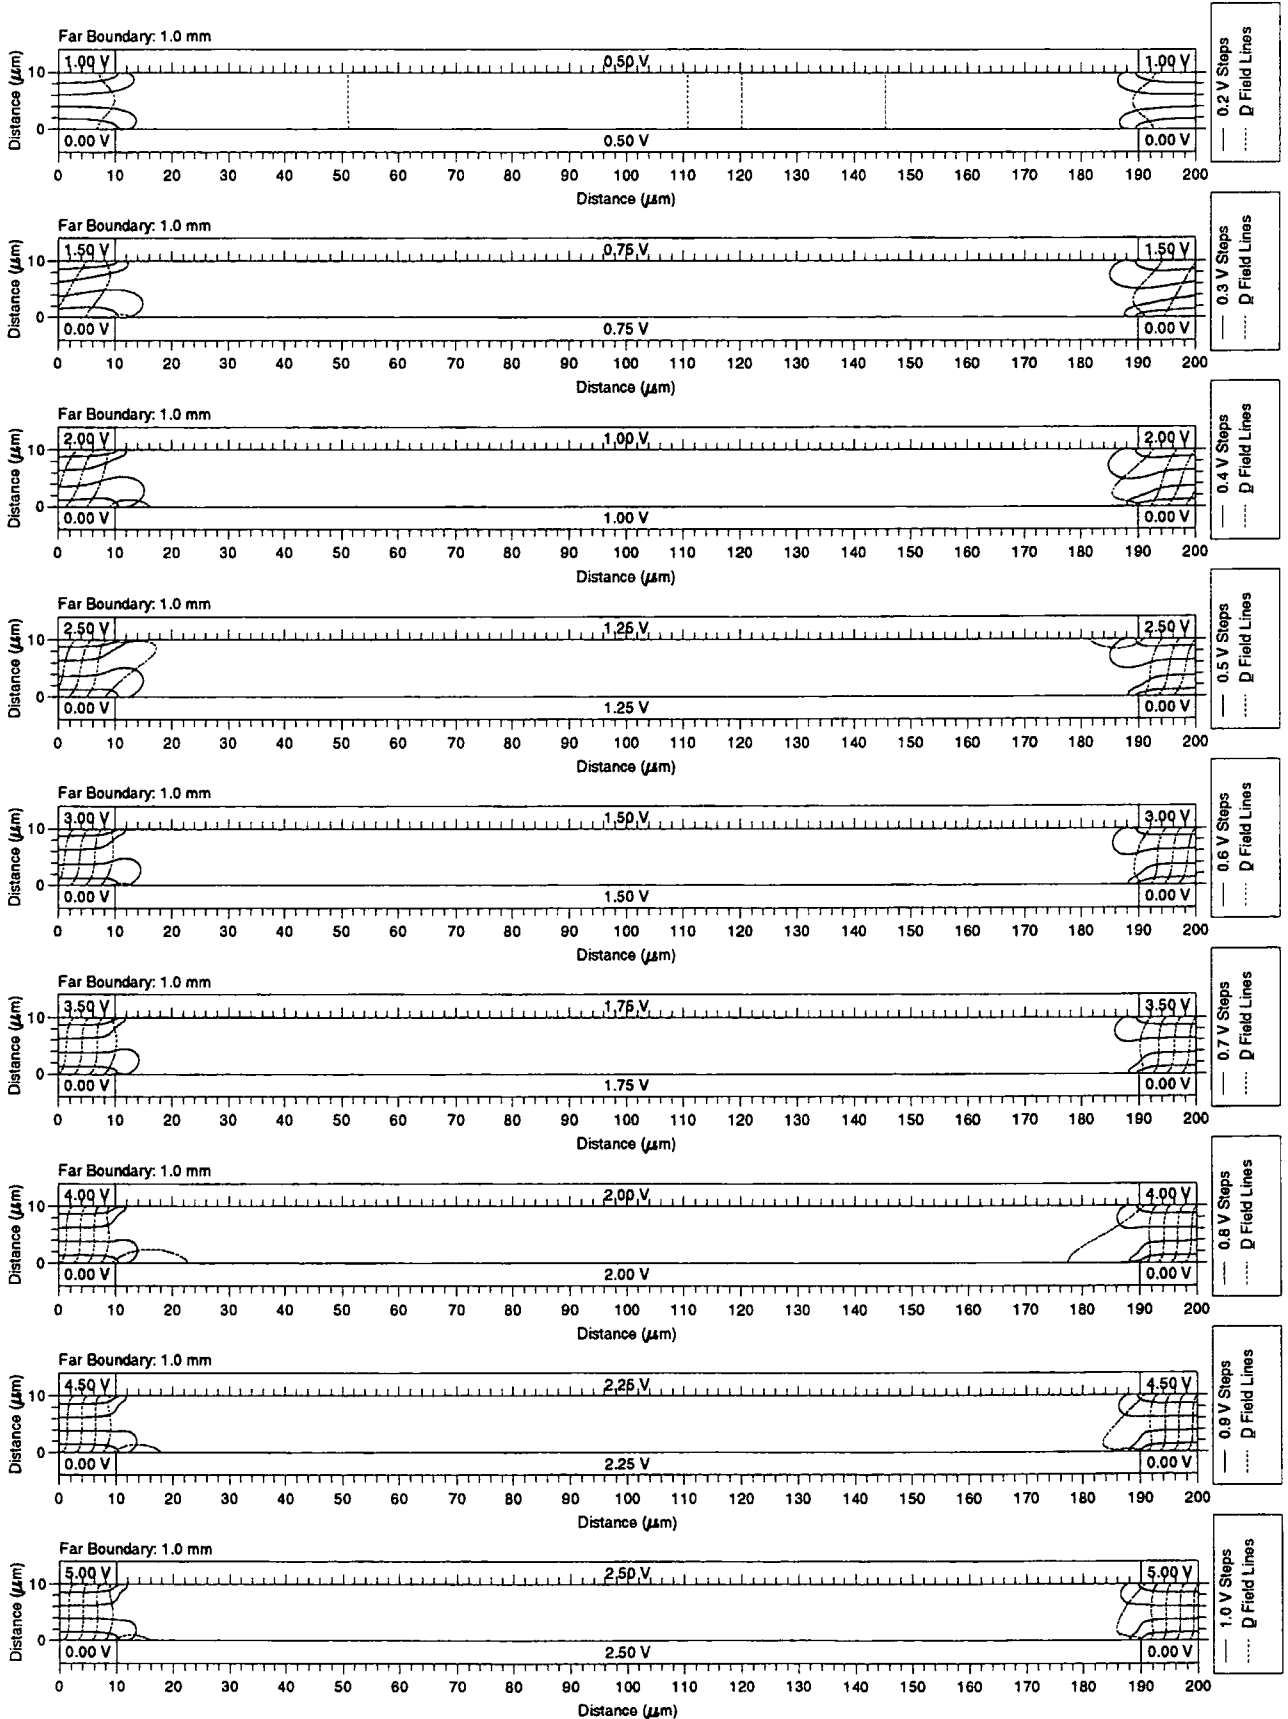 Far Boundary: 1.0 mm
1.00 V 0.50 V 1.00 V
Distance (μm) 10 0
0.00 V 0.50 V 0.00 V
0 10 20 30 40 50 60 70 80 90 100 110 120 130 140 150 160 170 180 190 200
Distance (μm)
0.2 V Steps
D Field Lines
Far Boundary: 1.0 mm
1.50 V 0.75 V 1.50 V
Distance (μm) 10 0
0.00 V 0.75 V 0.00 V
0 10 20 30 40 50 60 70 80 90 100 110 120 130 140 150 160 170 180 190 200
Distance (μm)
0.3 V Steps
D Field Lines
Far Boundary: 1.0 mm
2.00 V 1.00 V 2.00 V
Distance (μm) 10 0
0.00 V 1.00 V 0.00 V
0 10 20 30 40 50 60 70 80 90 100 110 120 130 140 150 160 170 180 190 200
Distance (μm)
0.4 V Steps
D Field Lines
Far Boundary: 1.0 mm
2.50 V 1.25 V 2.50 V
Distance (μm) 10 0
0.00 V 1.25 V 0.00 V
0 10 20 30 40 50 60 70 80 90 100 110 120 130 140 150 160 170 180 190 200
Distance (μm)
0.5 V Steps
D Field Lines
Far Boundary: 1.0 mm
3.00 V 1.50 V 3.00 V
Distance (μm) 10 0
0.00 V 1.50 V 0.00 V
0 10 20 30 40 50 60 70 80 90 100 110 120 130 140 150 160 170 180 190 200
Distance (μm)
0.6 V Steps
D Field Lines
Far Boundary: 1.0 mm
3.50 V 1.75 V 3.50 V
Distance (μm) 10 0
0.00 V 1.75 V 0.00 V
0 10 20 30 40 50 60 70 80 90 100 110 120 130 140 150 160 170 180 190 200
Distance (μm)
0.7 V Steps
D Field Lines
Far Boundary: 1.0 mm
4.00 V 2.00 V 4.00 V
Distance (μm) 10 0
0.00 V 2.00 V 0.00 V
0 10 20 30 40 50 60 70 80 90 100 110 120 130 140 150 160 170 180 190 200
Distance (μm)
0.8 V Steps
D Field Lines
Far Boundary: 1.0 mm
4.50 V 2.25 V 4.50 V
Distance (μm) 10 0
0.00 V 2.25 V 0.00 V
0 10 20 30 40 50 60 70 80 90 100 110 120 130 140 150 160 170 180 190 200
Distance (μm)
0.9 V Steps
D Field Lines
Far Boundary: 1.0 mm
5.00 V 2.50 V 5.00 V
Distance (μm) 10 0
0.00 V 2.50 V 0.00 V
0 10 20 30 40 50 60 70 80 90 100 110 120 130 140 150 160 170 180 190 200
Distance (μm)
1.0 V Steps
D Field Lines